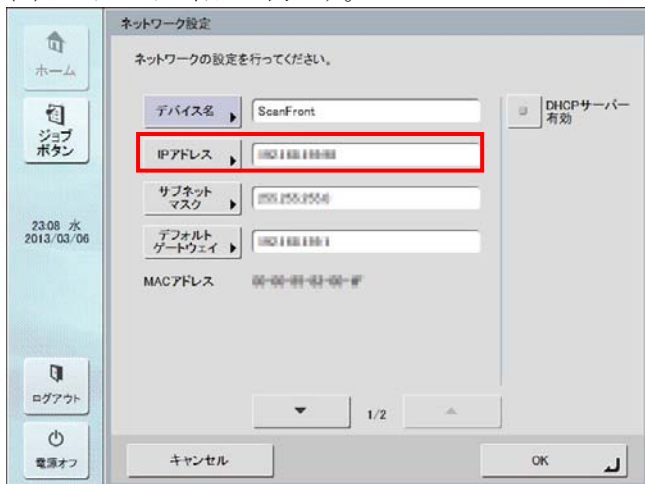 ネットワーク設定
ホーム
ネットワークの設定を行ってください。
デバイス名
ScanFront
DHCPサーバー
有効
ジョブ
ボタン
IPアドレス
サブネット
マスク
23:08 水
2013/03/06
デフォルト
ゲートウェイ
MACアドレス
ログアウト
1/2
電源オフ
キャンセル
OK